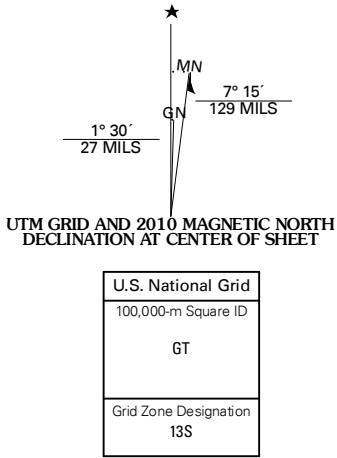 ★
MN
GN
7° 15´
129 MILS
1° 30´
27 MILS
UTM GRID AND 2010 MAGNETIC NORTH
DECLINATION AT CENTER OF SHEET
U.S. National Grid
100,000-m Square ID
GT
Grid Zone Designation
13S